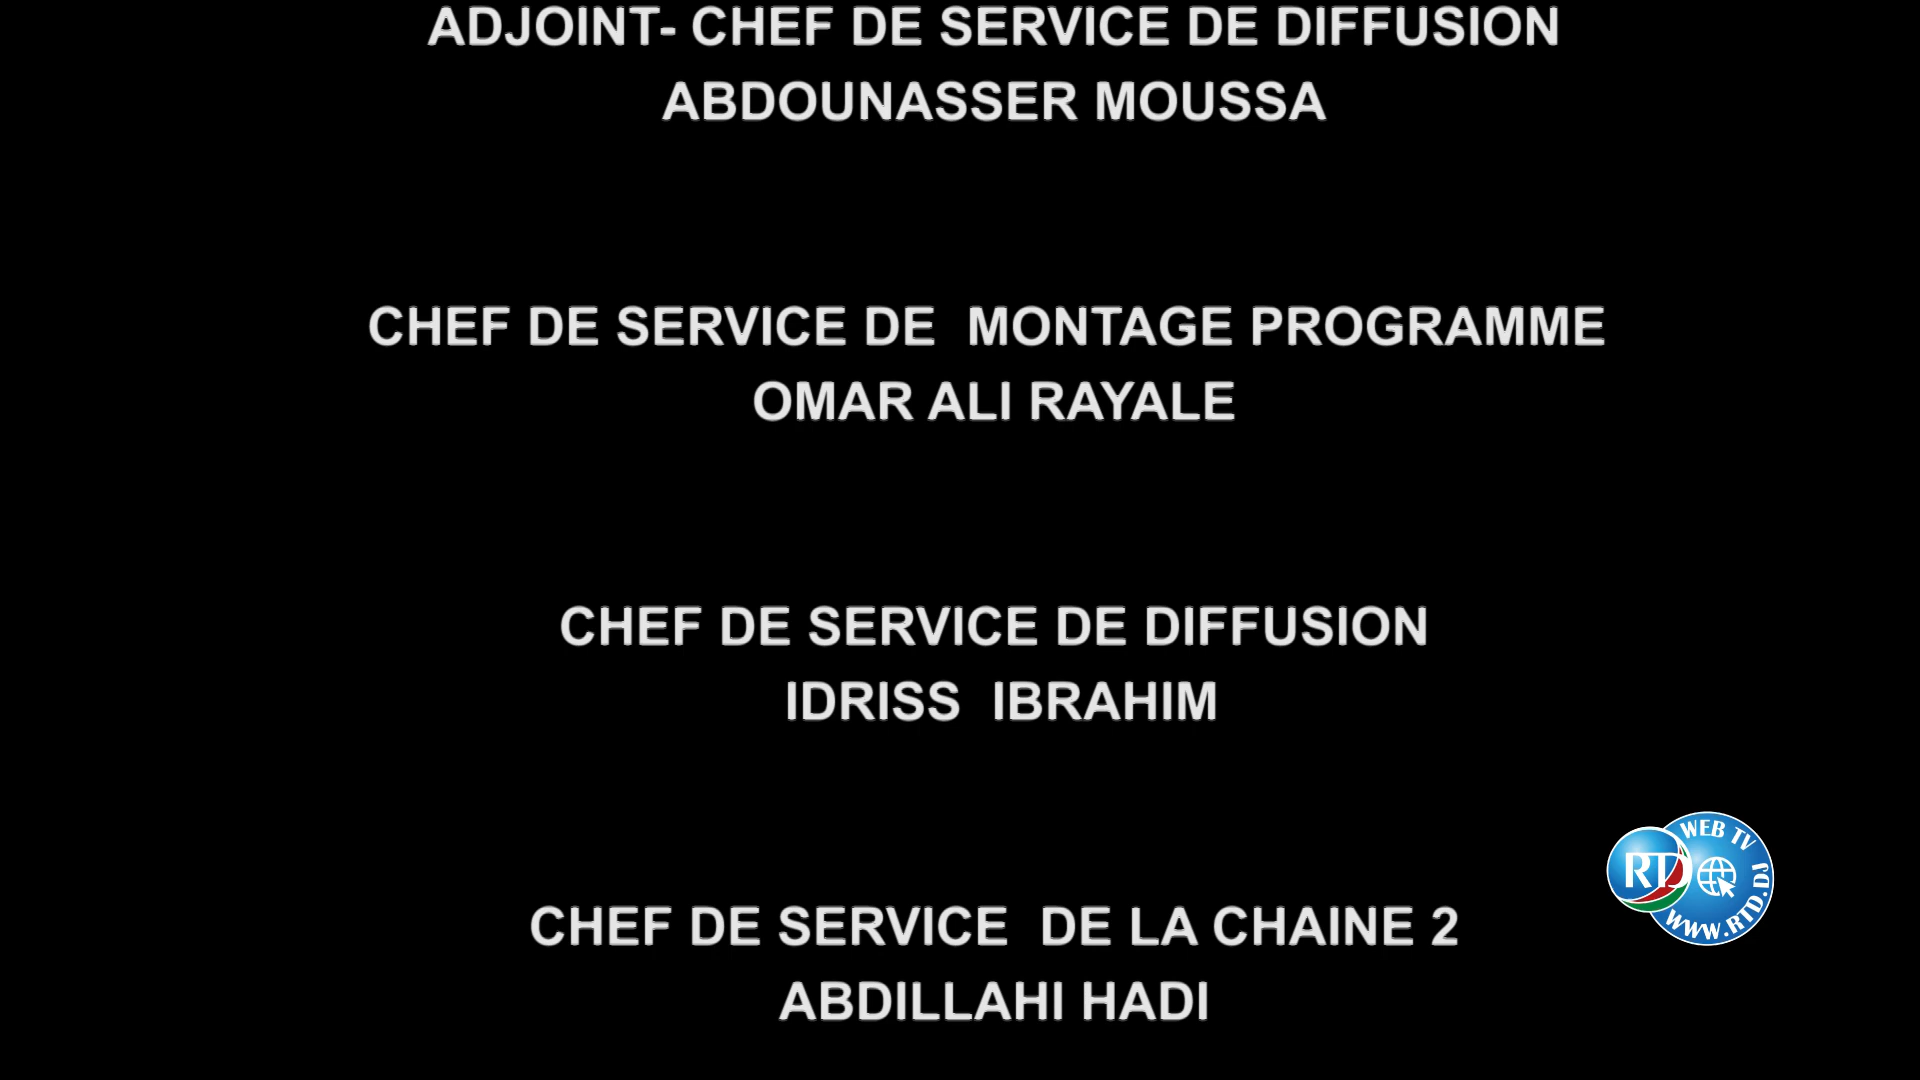 ADJOINT- CHEF DE SERVICE DE DIFFUSION
ABDOUNASSER MOUSSA
CHEF DE SERVICE DE  MONTAGE PROGRAMME
OMAR ALI RAYALE
CHEF DE SERVICE DE DIFFUSION
IDRISS  IBRAHIM
WEB TV
RTD
WWW.RTD.DJ
CHEF DE SERVICE  DE LA CHAINE 2
ABDILLAHI HADI